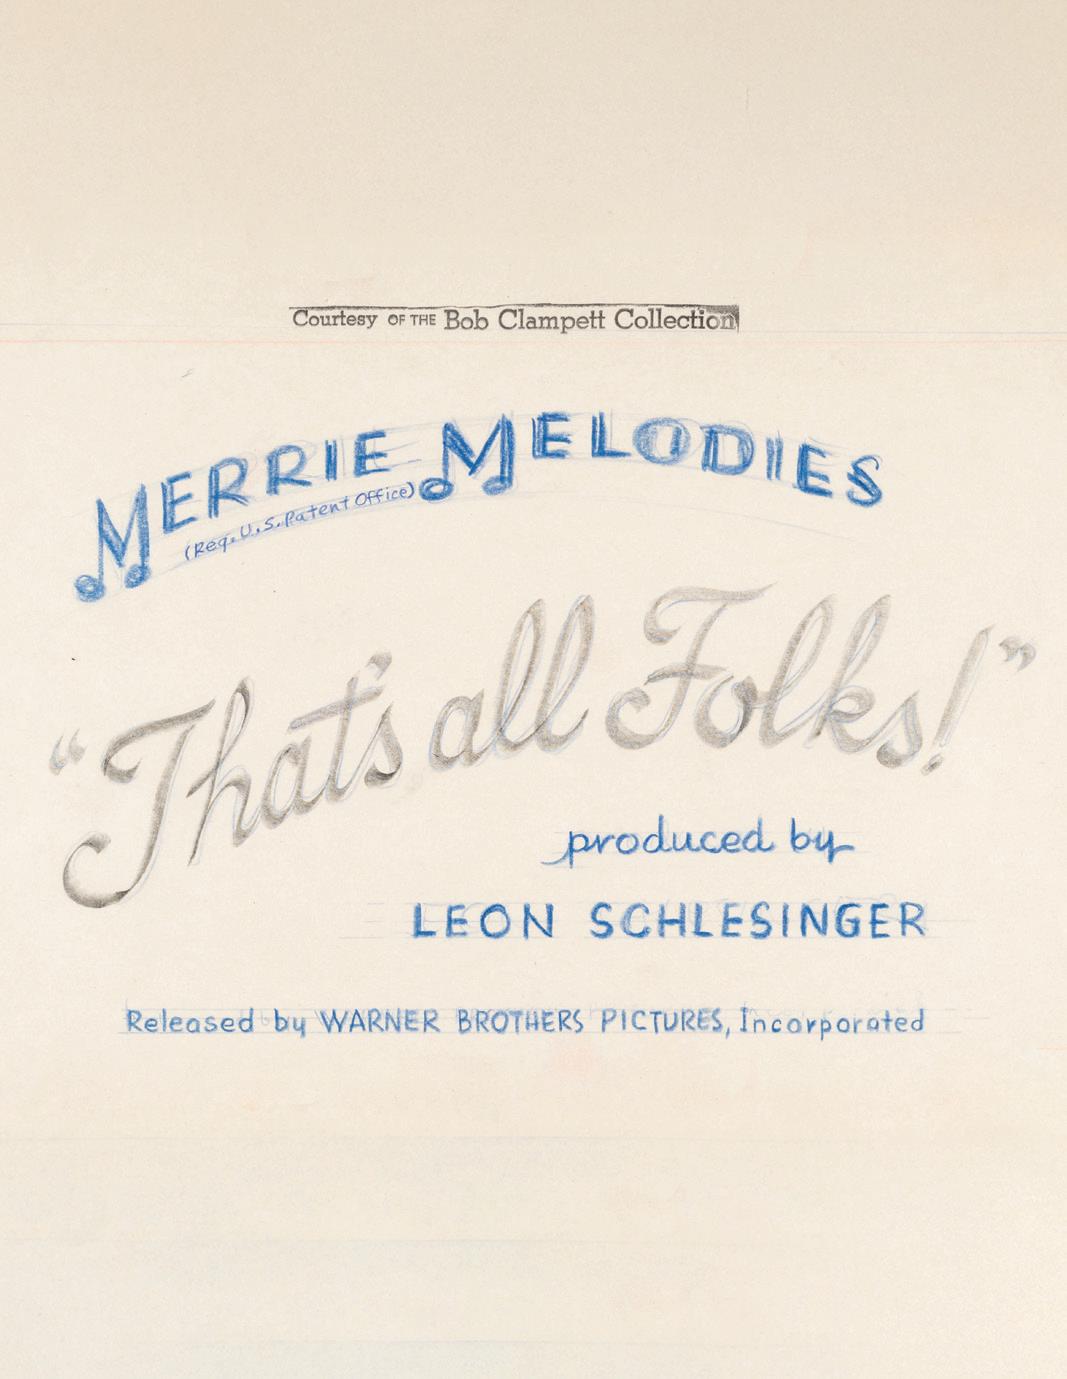 Courtesy OF THE Bob Clampett Collection
MERRIE MELODIES
(Reg. U.S. Patent Office)
"That's all Folks!"
produced by
LEON SCHLESINGER
Released by WARNER BROTHERS PICTURES, Incorporated